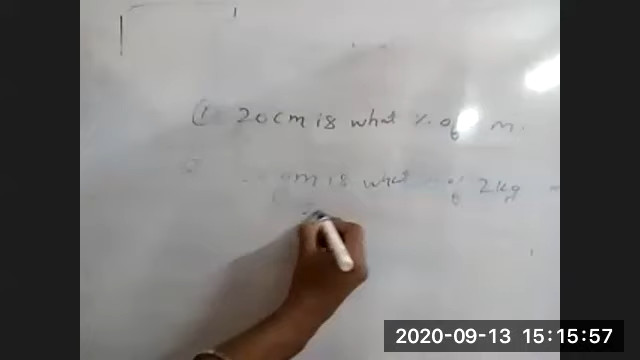 ① 20cm is what % of m.
m is what of 2kg
2020-09-13 15:15:57